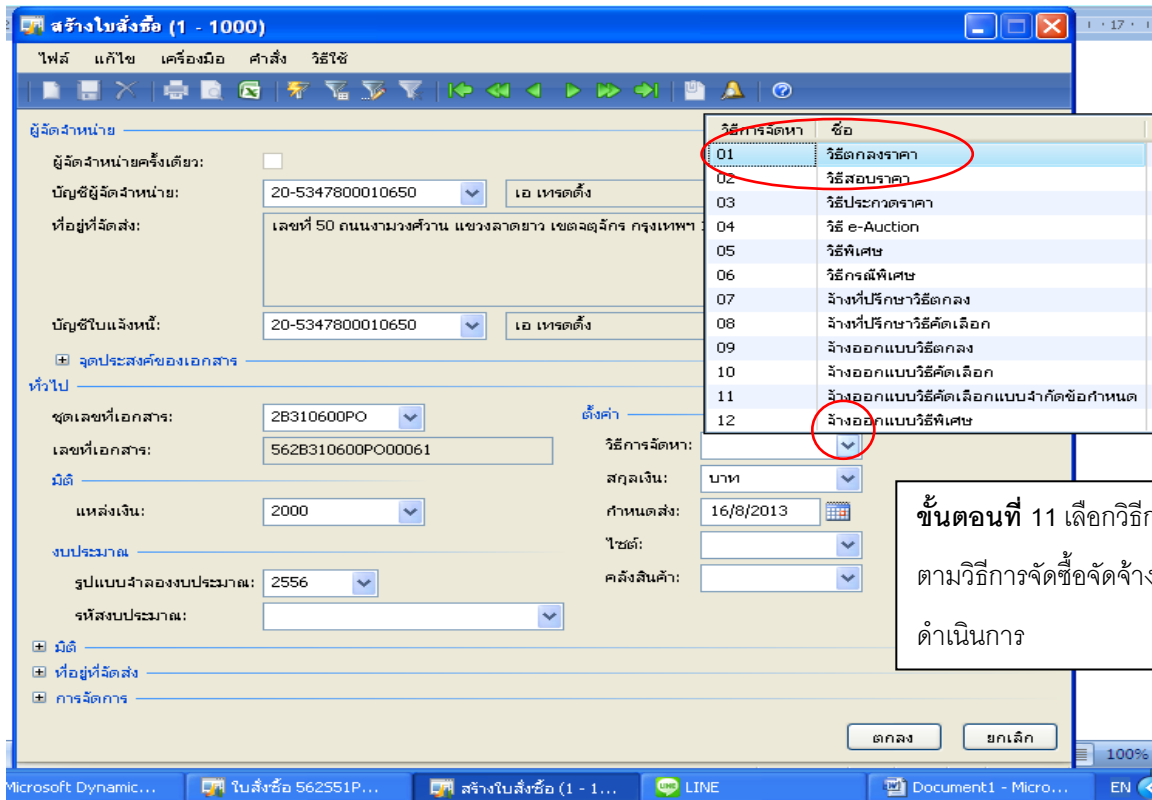 สร้างใบสั่งซื้อ (1 - 1000)
17
ไฟล์ แก้ไข เครื่องมือ คำสั่ง วิธีใช้
ผู้จัดจำหน่าย
ผู้จัดจำหน่ายครั้งเดียว:
บัญชีผู้จัดจำหน่าย: 20-5347800010650 เอ เทรดดิ้ง
ที่อยู่ที่จัดส่ง: เลขที่ 50 ถนนงามวงศ์วาน แขวงลาดยาว เขตจตุจักร กรุงเทพฯ
บัญชีใบแจ้งหนี้: 20-5347800010650 เอ เทรดดิ้ง
จุดประสงค์ของเอกสาร
วิธีการจัดหา ชื่อ
01 วิธีตกลงราคา
02 วิธีสอบราคา
03 วิธีประกวดราคา
04 วิธี e-Auction
05 วิธีพิเศษ
06 วิธีกรณีพิเศษ
07 จ้างที่ปรึกษาวิธีตกลง
08 จ้างที่ปรึกษาวิธีคัดเลือก
09 จ้างออกแบบวิธีตกลง
10 จ้างออกแบบวิธีคัดเลือก
11 จ้างออกแบบวิธีคัดเลือกแบบจำกัดข้อกำหนด
12 จ้างออกแบบวิธีพิเศษ
ทั่วไป
ชุดเลขที่เอกสาร: 2B310600PO
เลขที่เอกสาร: 562B310600PO00061
มิติ
แหล่งเงิน: 2000
งบประมาณ
รูปแบบจำลองงบประมาณ: 2556
รหัสงบประมาณ:
ตั้งค่า
วิธีการจัดหา:
สกุลเงิน: บาท
กำหนดส่ง: 16/8/2013
ไซต์:
คลังสินค้า:
มิติ
ที่อยู่ที่จัดส่ง
การจัดการ
ขั้นตอนที่ 11 เลือกวิธี
ตามวิธีการจัดซื้อจัดจ้าง
ดำเนินการ
ตกลง ยกเลิก
100%
Microsoft Dynamic... ใบสั่งซื้อ 562S51P... สร้างใบสั่งซื้อ (1 - 1... LINE Document1 - Micro... EN